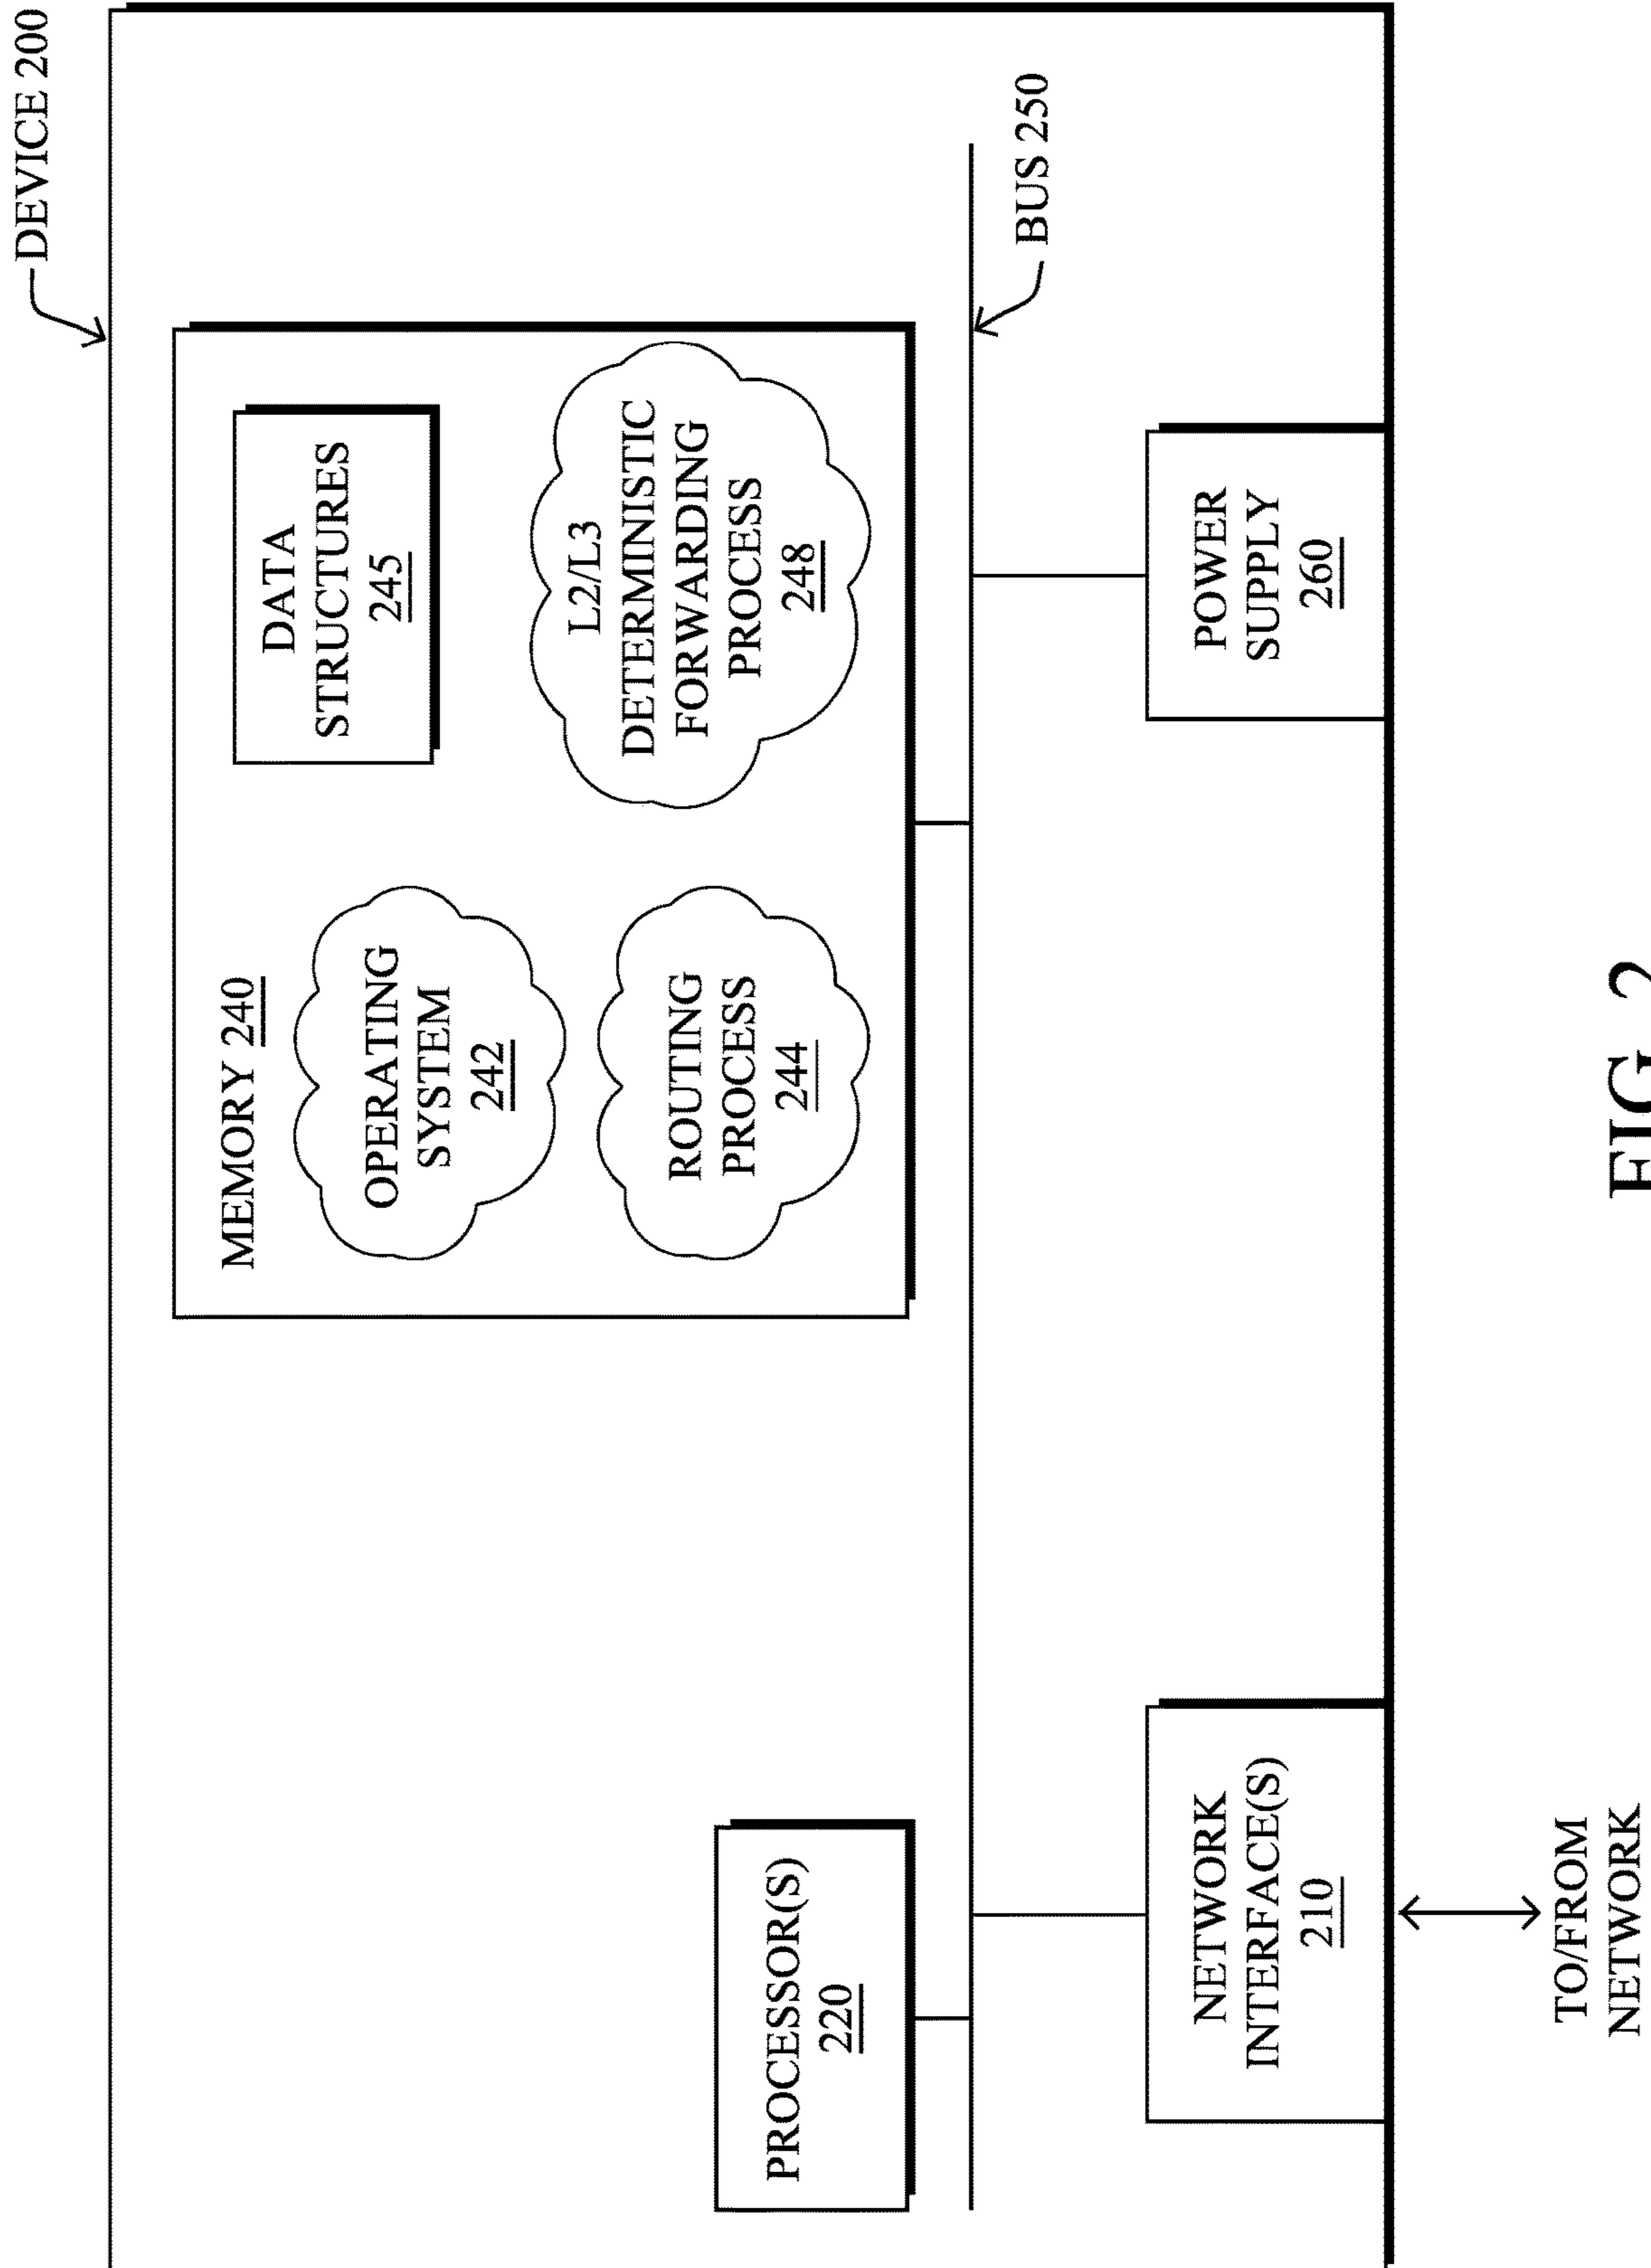 DEVICE 200
MEMORY 240
OPERATING
SYSTEM
242
DATA
STRUCTURES
245
ROUTING
PROCESS
244
L2/L3
DETERMINISTIC
FORWARDING
PROCESS
248
PROCESSOR(S)
220
BUS 250
NETWORK
INTERFACE(S)
210
POWER
SUPPLY
260
TO/FROM
NETWORK
FIG. 2